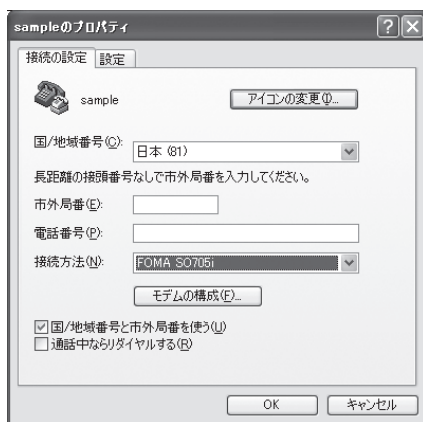 sampleのプロパティ
接続の設定 設定
sample
アイコンの変更(I)...
国/地域番号(C):
日本 (81)
長距離の接頭番号なしで市外局番を入力してください。
市外局番(E):
電話番号(P):
接続方法(N):
FOMA SO705i
モデムの構成(F)...
国/地域番号と市外局番を使う(U)
通話中ならリダイヤルする(R)
OK キャンセル